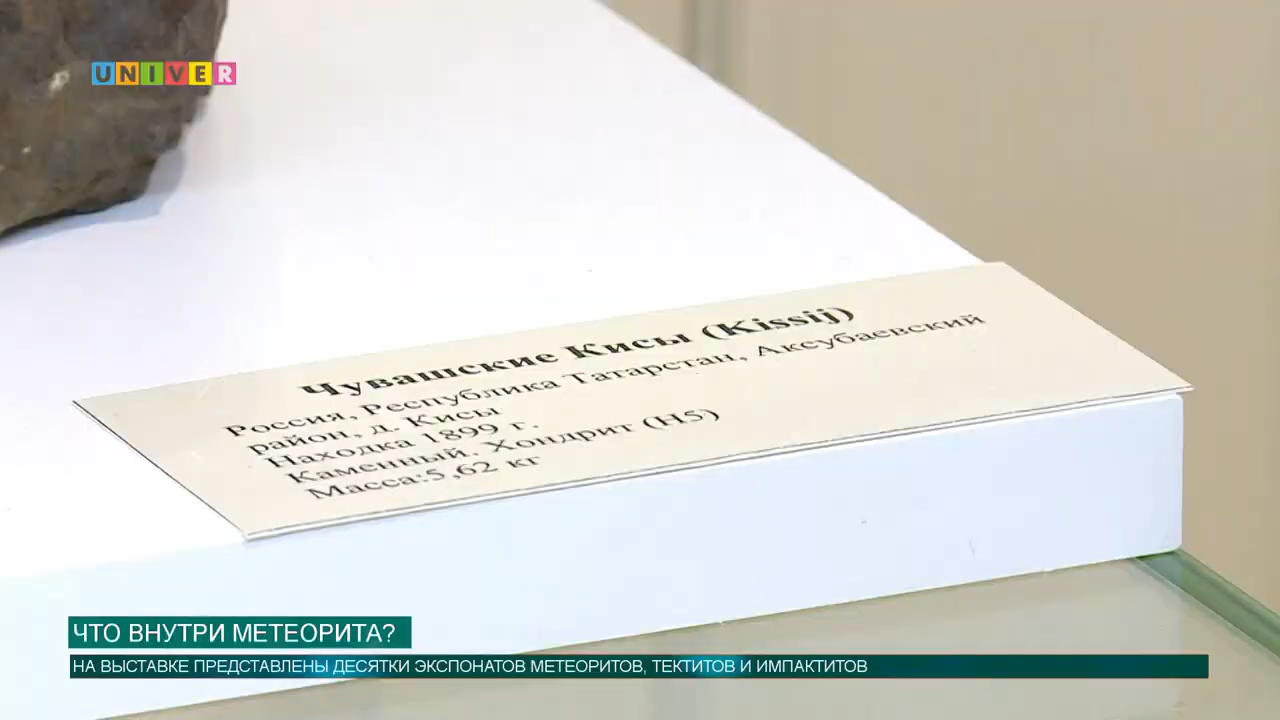 UNIVER
Чувашские Кисы (Kissij)
Россия, Республика Татарстан, Аксубаевский
район, д. Кисы
Находка 1899 г.
Каменный, Хондрит (H5)
Масса:5,62 кг
ЧТО ВНУТРИ МЕТЕОРИТА?
НА ВЫСТАВКЕ ПРЕДСТАВЛЕНЫ ДЕСЯТКИ ЭКСПОНАТОВ МЕТЕОРИТОВ, ТЕКТИТОВ И ИМПАКТИТОВ